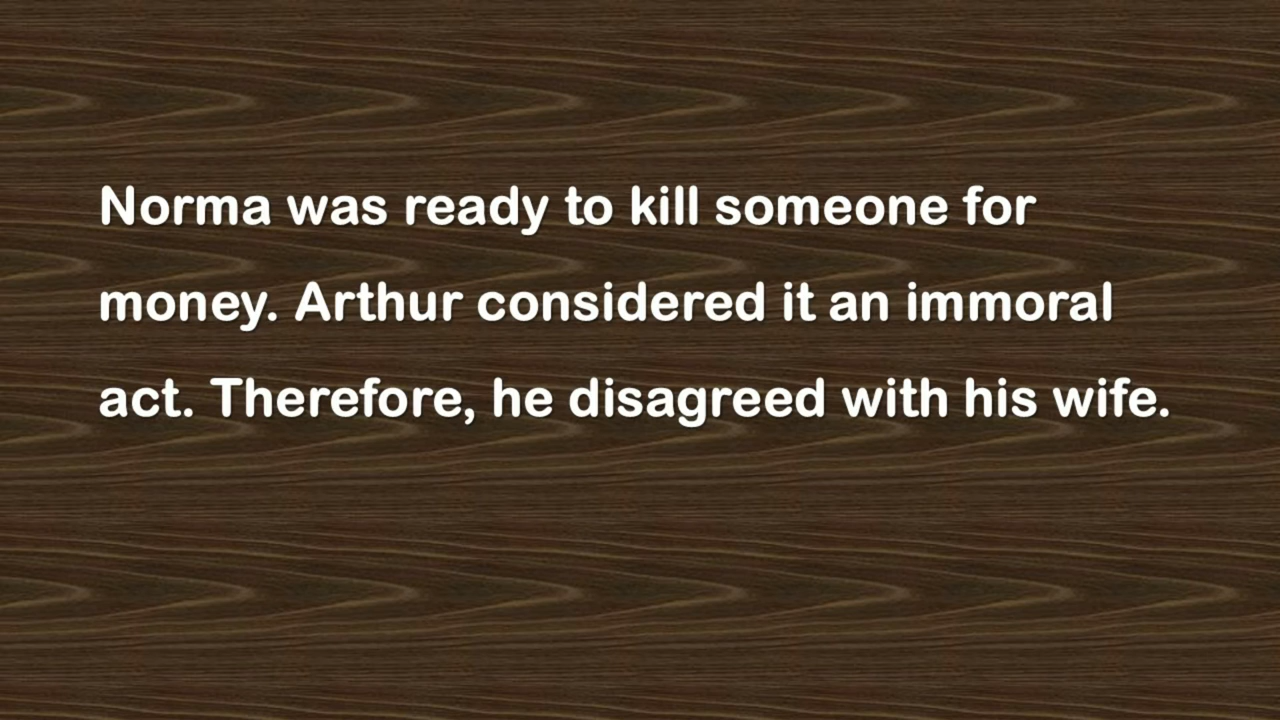 Norma was ready to kill someone for
money. Arthur considered it an immoral
act. Therefore, he disagreed with his wife.